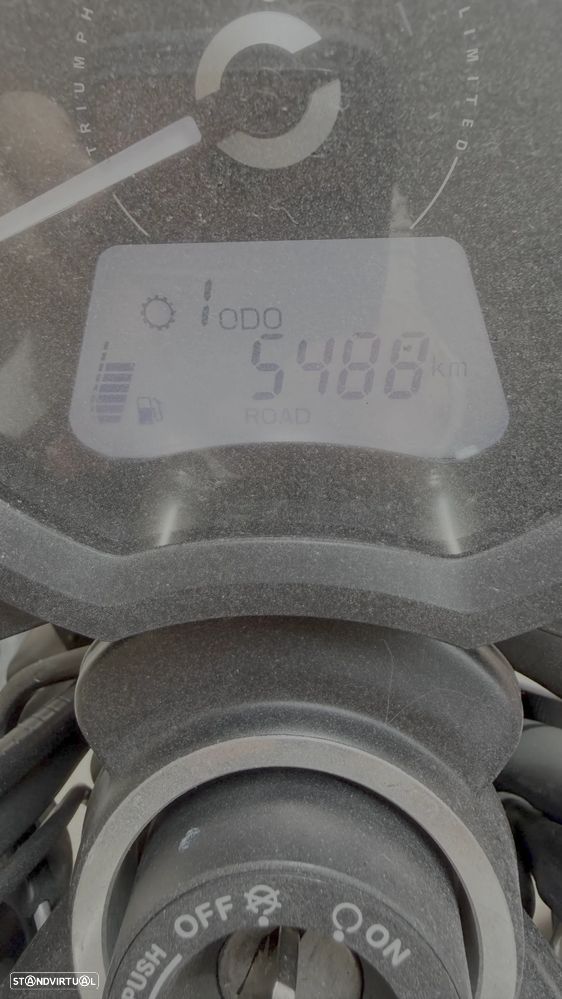 TRIUMPH
LIMITED
1 ODO
5488 km
ROAD
PUSH OFF ON
STANDVIRTUAL